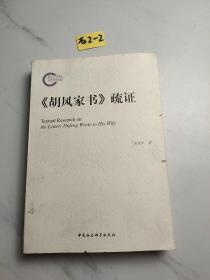 石2-2
《胡风家书》疏证
Textual Research on
the Letters Hufeng Wrote to His Wife
著
中国社会科学出版社